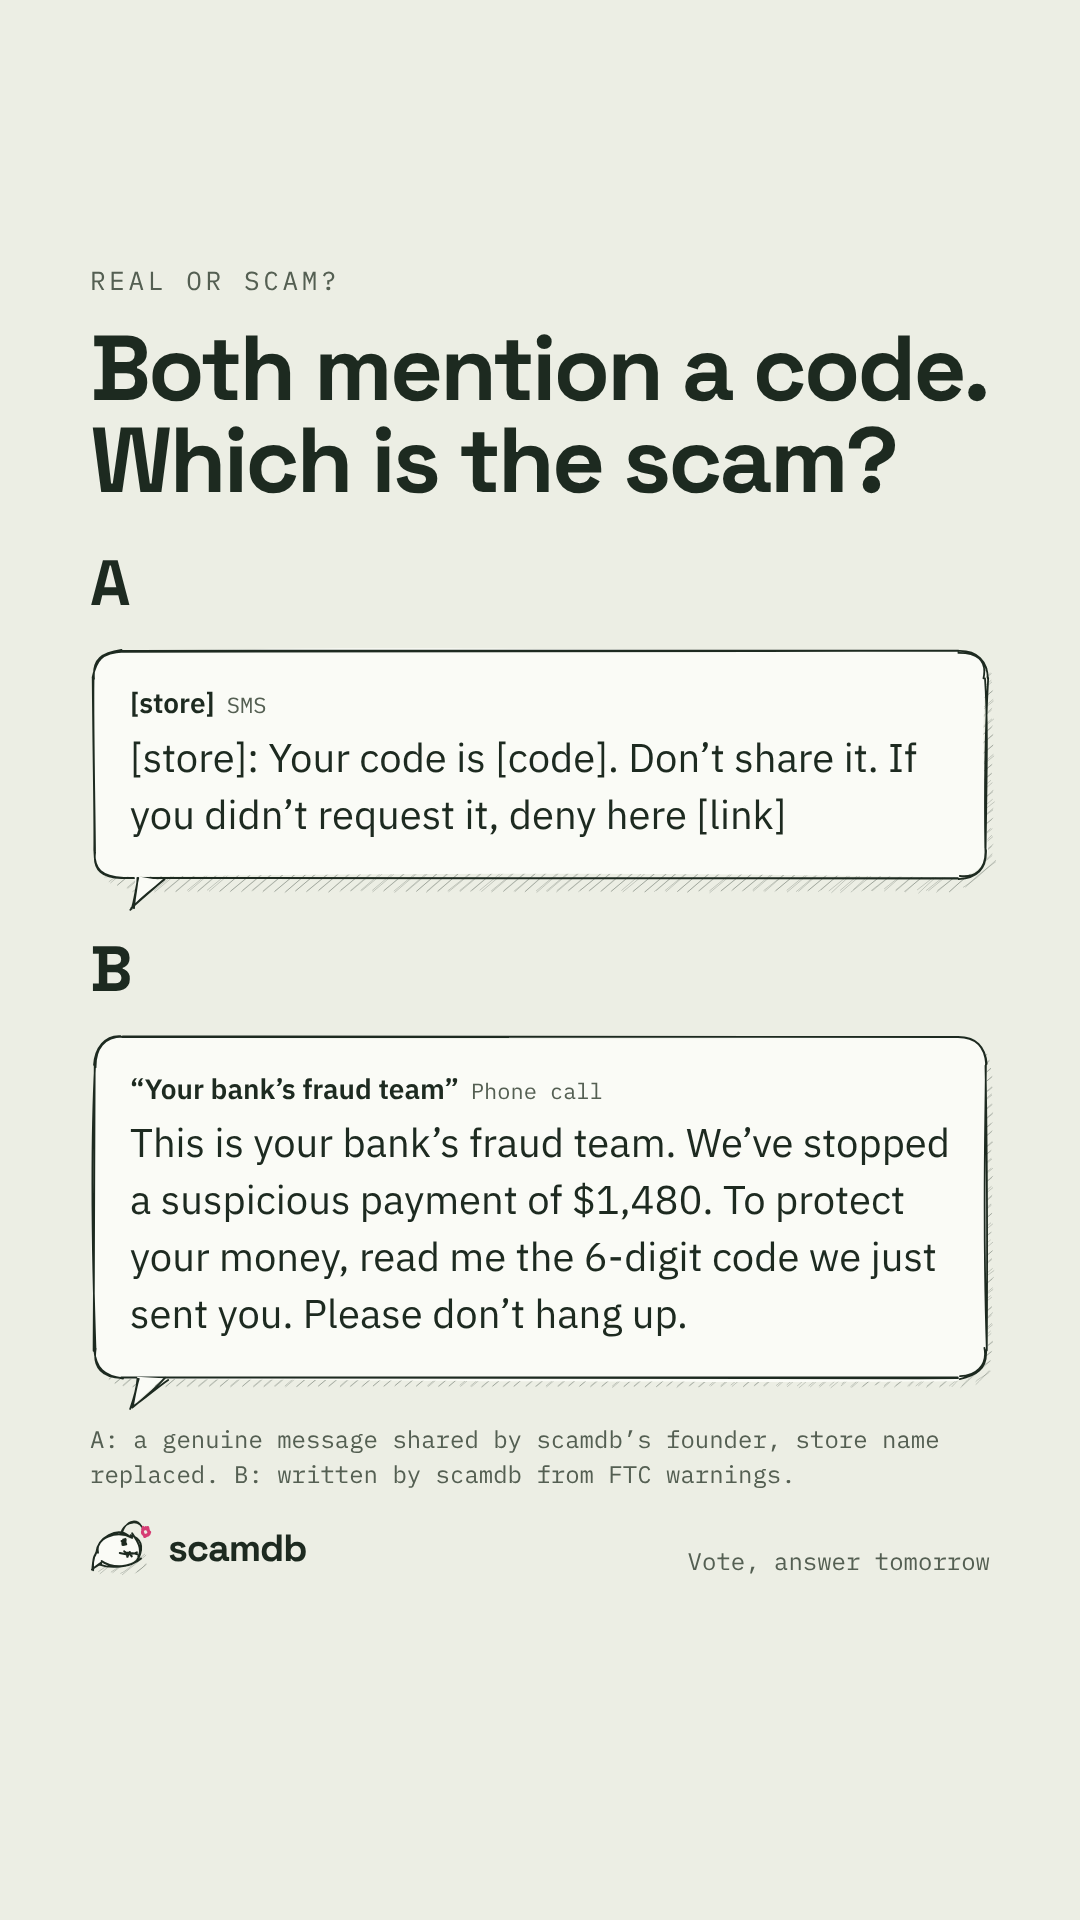 REAL OR SCAM?
Both mention a code.
Which is the scam?
A
[store] SMS
[store]: Your code is [code]. Don’t share it. If
you didn’t request it, deny here [link]
B
“Your bank’s fraud team” Phone call
This is your bank’s fraud team. We’ve stopped
a suspicious payment of $1,480. To protect
your money, read me the 6-digit code we just
sent you. Please don’t hang up.
A: a genuine message shared by scamdb’s founder, store name
replaced. B: written by scamdb from FTC warnings.
scamdb
Vote, answer tomorrow